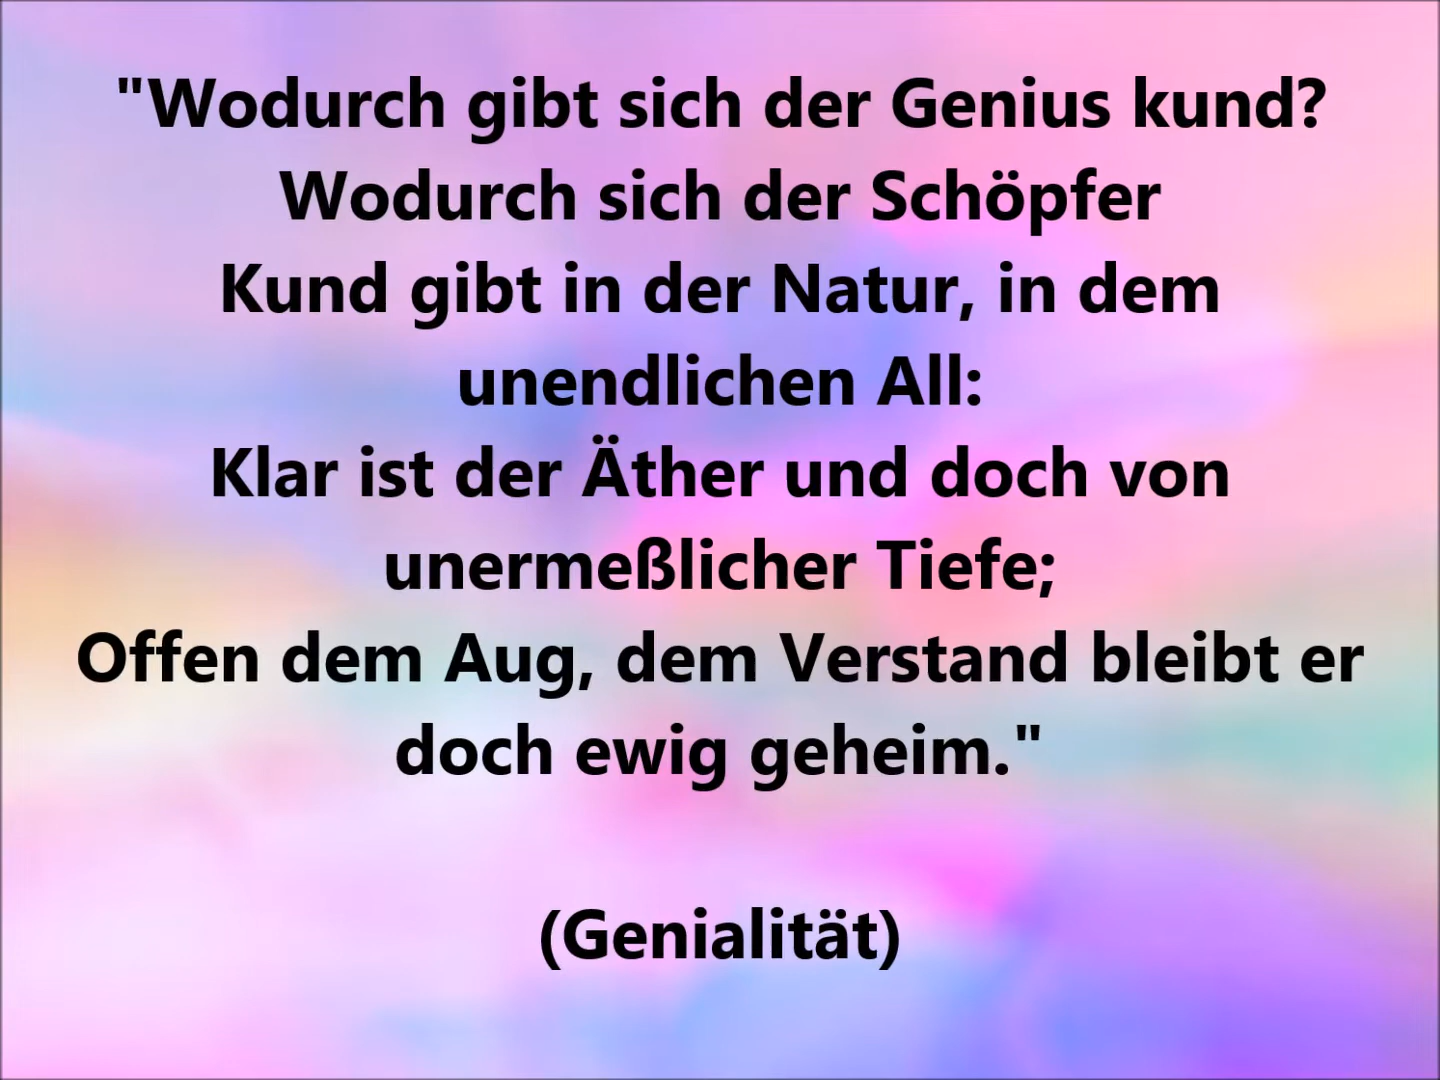 "Wodurch gibt sich der Genius kund?
Wodurch sich der Schöpfer
Kund gibt in der Natur, in dem
unendlichen All:
Klar ist der Äther und doch von
unermeßlicher Tiefe;
Offen dem Aug, dem Verstand bleibt er
doch ewig geheim."
(Genialität)